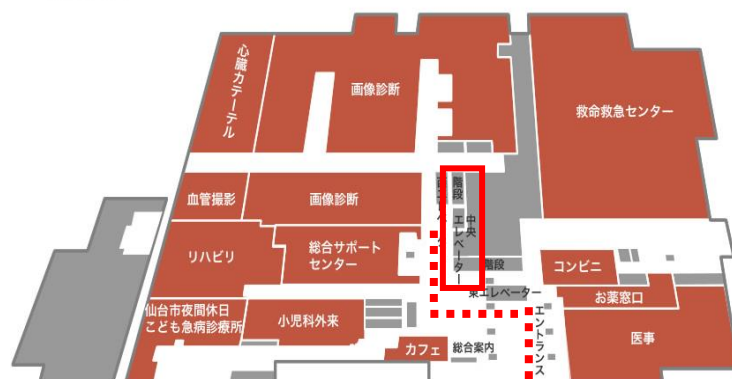 心臓カテーテル
画像診断
救命救急センター
血管撮影
画像診断
階段
中央エレベーター
リハビリ
総合サポート
センター
階段
コンビニ
東エレベーター
お薬窓口
仙台市夜間休日
こども急病診療所
小児科外来
エントランス
医事
カフェ
総合案内